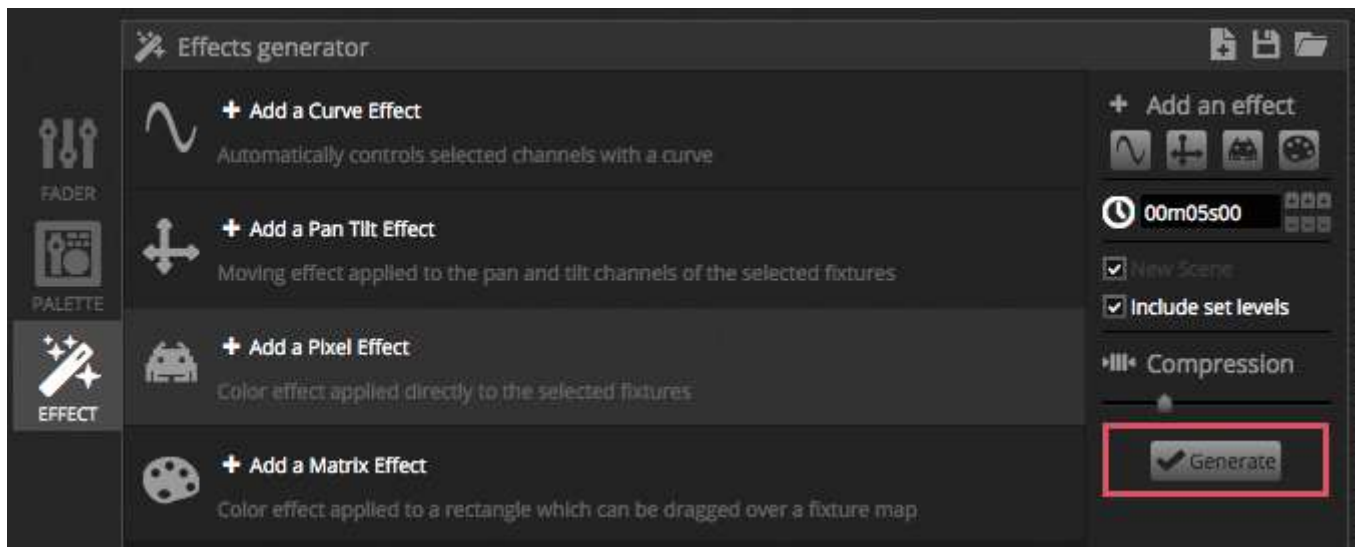 Effects generator
+ Add a Curve Effect
Automatically controls selected channels with a curve
+ Add a Pan Tilt Effect
Moving effect applied to the pan and tilt channels of the selected fixtures
+ Add a Pixel Effect
Color effect applied directly to the selected fixtures
+ Add a Matrix Effect
Color effect applied to a rectangle which can be dragged over a fixture map
FADER
PALETTE
EFFECT
+ Add an effect
00m05s00
New Scene
Include set levels
Compression
Generate